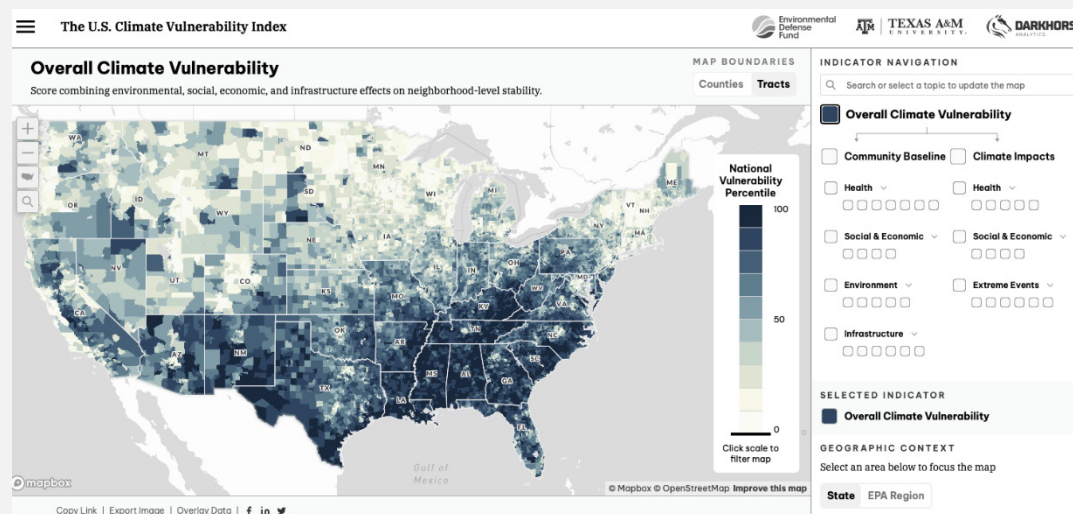 The U.S. Climate Vulnerability Index
Environmental
Defense
Fund
ĀM
TEXAS A&M
UNIVERSITY.
DARKHORS
ANALYTICS
Overall Climate Vulnerability
Score combining environmental, social, economic, and infrastructure effects on neighborhood-level stability.
MAP BOUNDARIES
Counties Tracts
WA
OR
ID
MT
ND
SD
WY
NE
NV
UT
CO
CA
AZ
NM
KS
OK
TX
MN
WI
IA
MO
AR
LA
MI
IL
IN
OH
KY
TN
MS
AL
GA
FL
SC
NC
VA
WV
PA
MD
NY
VT
NH
MA
ME
Gulf of
Mexico
National
Vulnerability
Percentile
100
50
0
Click scale to
filter map
mapbox
© Mapbox © OpenStreetMap Improve this map
Copy Link | Export Image | Overlay Data |
INDICATOR NAVIGATION
Search or select a topic to update the map
Overall Climate Vulnerability
Community Baseline Climate Impacts
Health Health
Social & Economic Social & Economic
Environment Extreme Events
Infrastructure
SELECTED INDICATOR
Overall Climate Vulnerability
GEOGRAPHIC CONTEXT
Select an area below to focus the map
State EPA Region